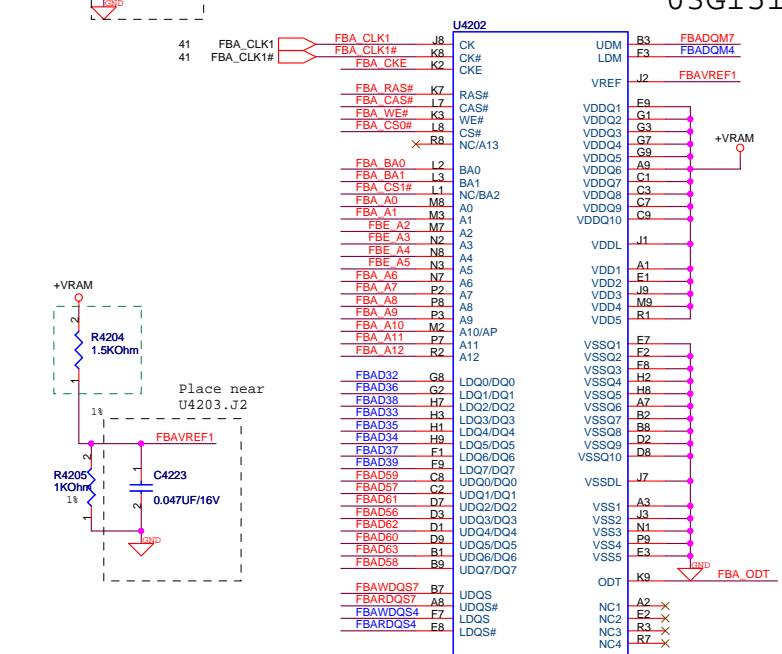 GND
U4202
41 FBA_CLK1 FBA_CLK1 J8 CK
41 FBA_CLK1# FBA_CLK1# K8 CK#
FBA_CKE K2 CKE
FBA_RAS# K7 RAS#
FBA_CAS# L7 CAS#
FBA_WE# K3 WE#
FBA_CS0# L8 CS#
R8 NC/A13
FBA_BA0 L2 BA0
FBA_BA1 L3 BA1
FBA_CS1# L1 NC/BA2
FBA_A0 M8 A0
FBA_A1 M3 A1
FBE_A2 M7 A2
FBE_A3 N2 A3
FBE_A4 N8 A4
FBE_A5 N3 A5
FBA_A6 N7 A6
FBA_A7 P2 A7
FBA_A8 P8 A8
FBA_A9 P3 A9
FBA_A10 M2 A10/AP
FBA_A11 P7 A11
FBA_A12 R2 A12
FBAD32 G8 LDQ0/DQ0
FBAD36 G2 LDQ1/DQ1
FBAD38 H7 LDQ2/DQ2
FBAD33 H3 LDQ3/DQ3
FBAD35 H1 LDQ4/DQ4
FBAD34 H9 LDQ5/DQ5
FBAD37 F1 LDQ6/DQ6
FBAD39 F9 LDQ7/DQ7
FBAD59 C8 UDQ0/DQ0
FBAD57 C2 UDQ1/DQ1
FBAD61 D7 UDQ2/DQ2
FBAD56 D3 UDQ3/DQ3
FBAD62 D1 UDQ4/DQ4
FBAD60 D9 UDQ5/DQ5
FBAD63 B1 UDQ6/DQ6
FBAD58 B9 UDQ7/DQ7
FBAWDQS7 B7 UDQS
FBARDQS7 A8 UDQS#
FBAWDQS4 F7 LDQS
FBARDQS4 E8 LDQS#
UDM B3 FBADQM7
LDM F3 FBADQM4
VREF J2 FBAVREF1
VDDQ1 E9
VDDQ2 G1
VDDQ3 G3
VDDQ4 G7
VDDQ5 G9
VDDQ6 A9
VDDQ7 C1
VDDQ8 C3
VDDQ9 C7
VDDQ10 C9
+VRAM
VDDL J1
VDD1 A1
VDD2 E1
VDD3 J9
VDD4 M9
VDD5 R1
VSSQ1 E7
VSSQ2 F2
VSSQ3 F8
VSSQ4 H2
VSSQ5 H8
VSSQ6 A7
VSSQ7 B2
VSSQ8 B8
VSSQ9 D2
VSSQ10 D8
VSSDL J7
VSS1 A3
VSS2 J3
VSS3 N1
VSS4 P9
VSS5 E3
GND
ODT K9 FBA_ODT
NC1 A2
NC2 E2
NC3 R3
NC4 R7
+VRAM
2
R4204
1.5KOhm
1
1%
Place near
U4203.J2
FBAVREF1
2
R4205
1KOhm
1%
1
1
C4223
0.047UF/16V
2
GND